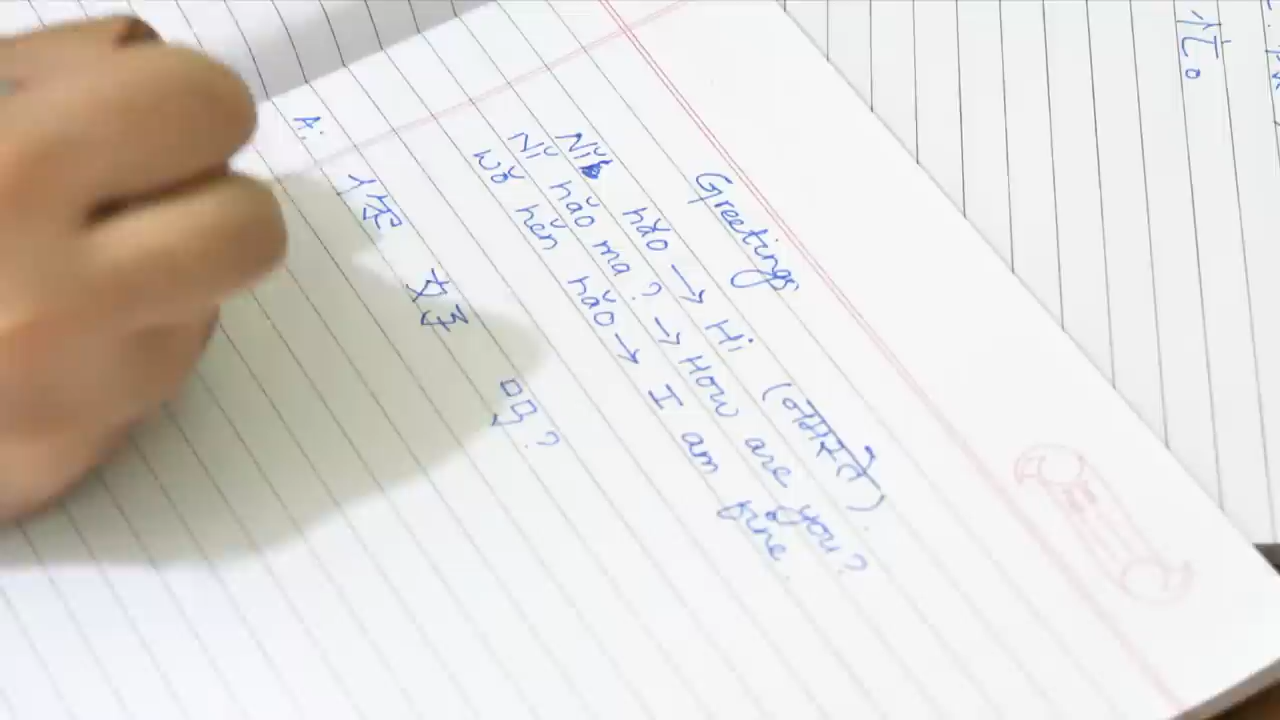 Greetings
Nǐ hǎo → Hi (नमस्ते).
Nǐ hǎo ma? → How are you?
Wǒ hěn hǎo → I am fine.
A: 你 好 吗?